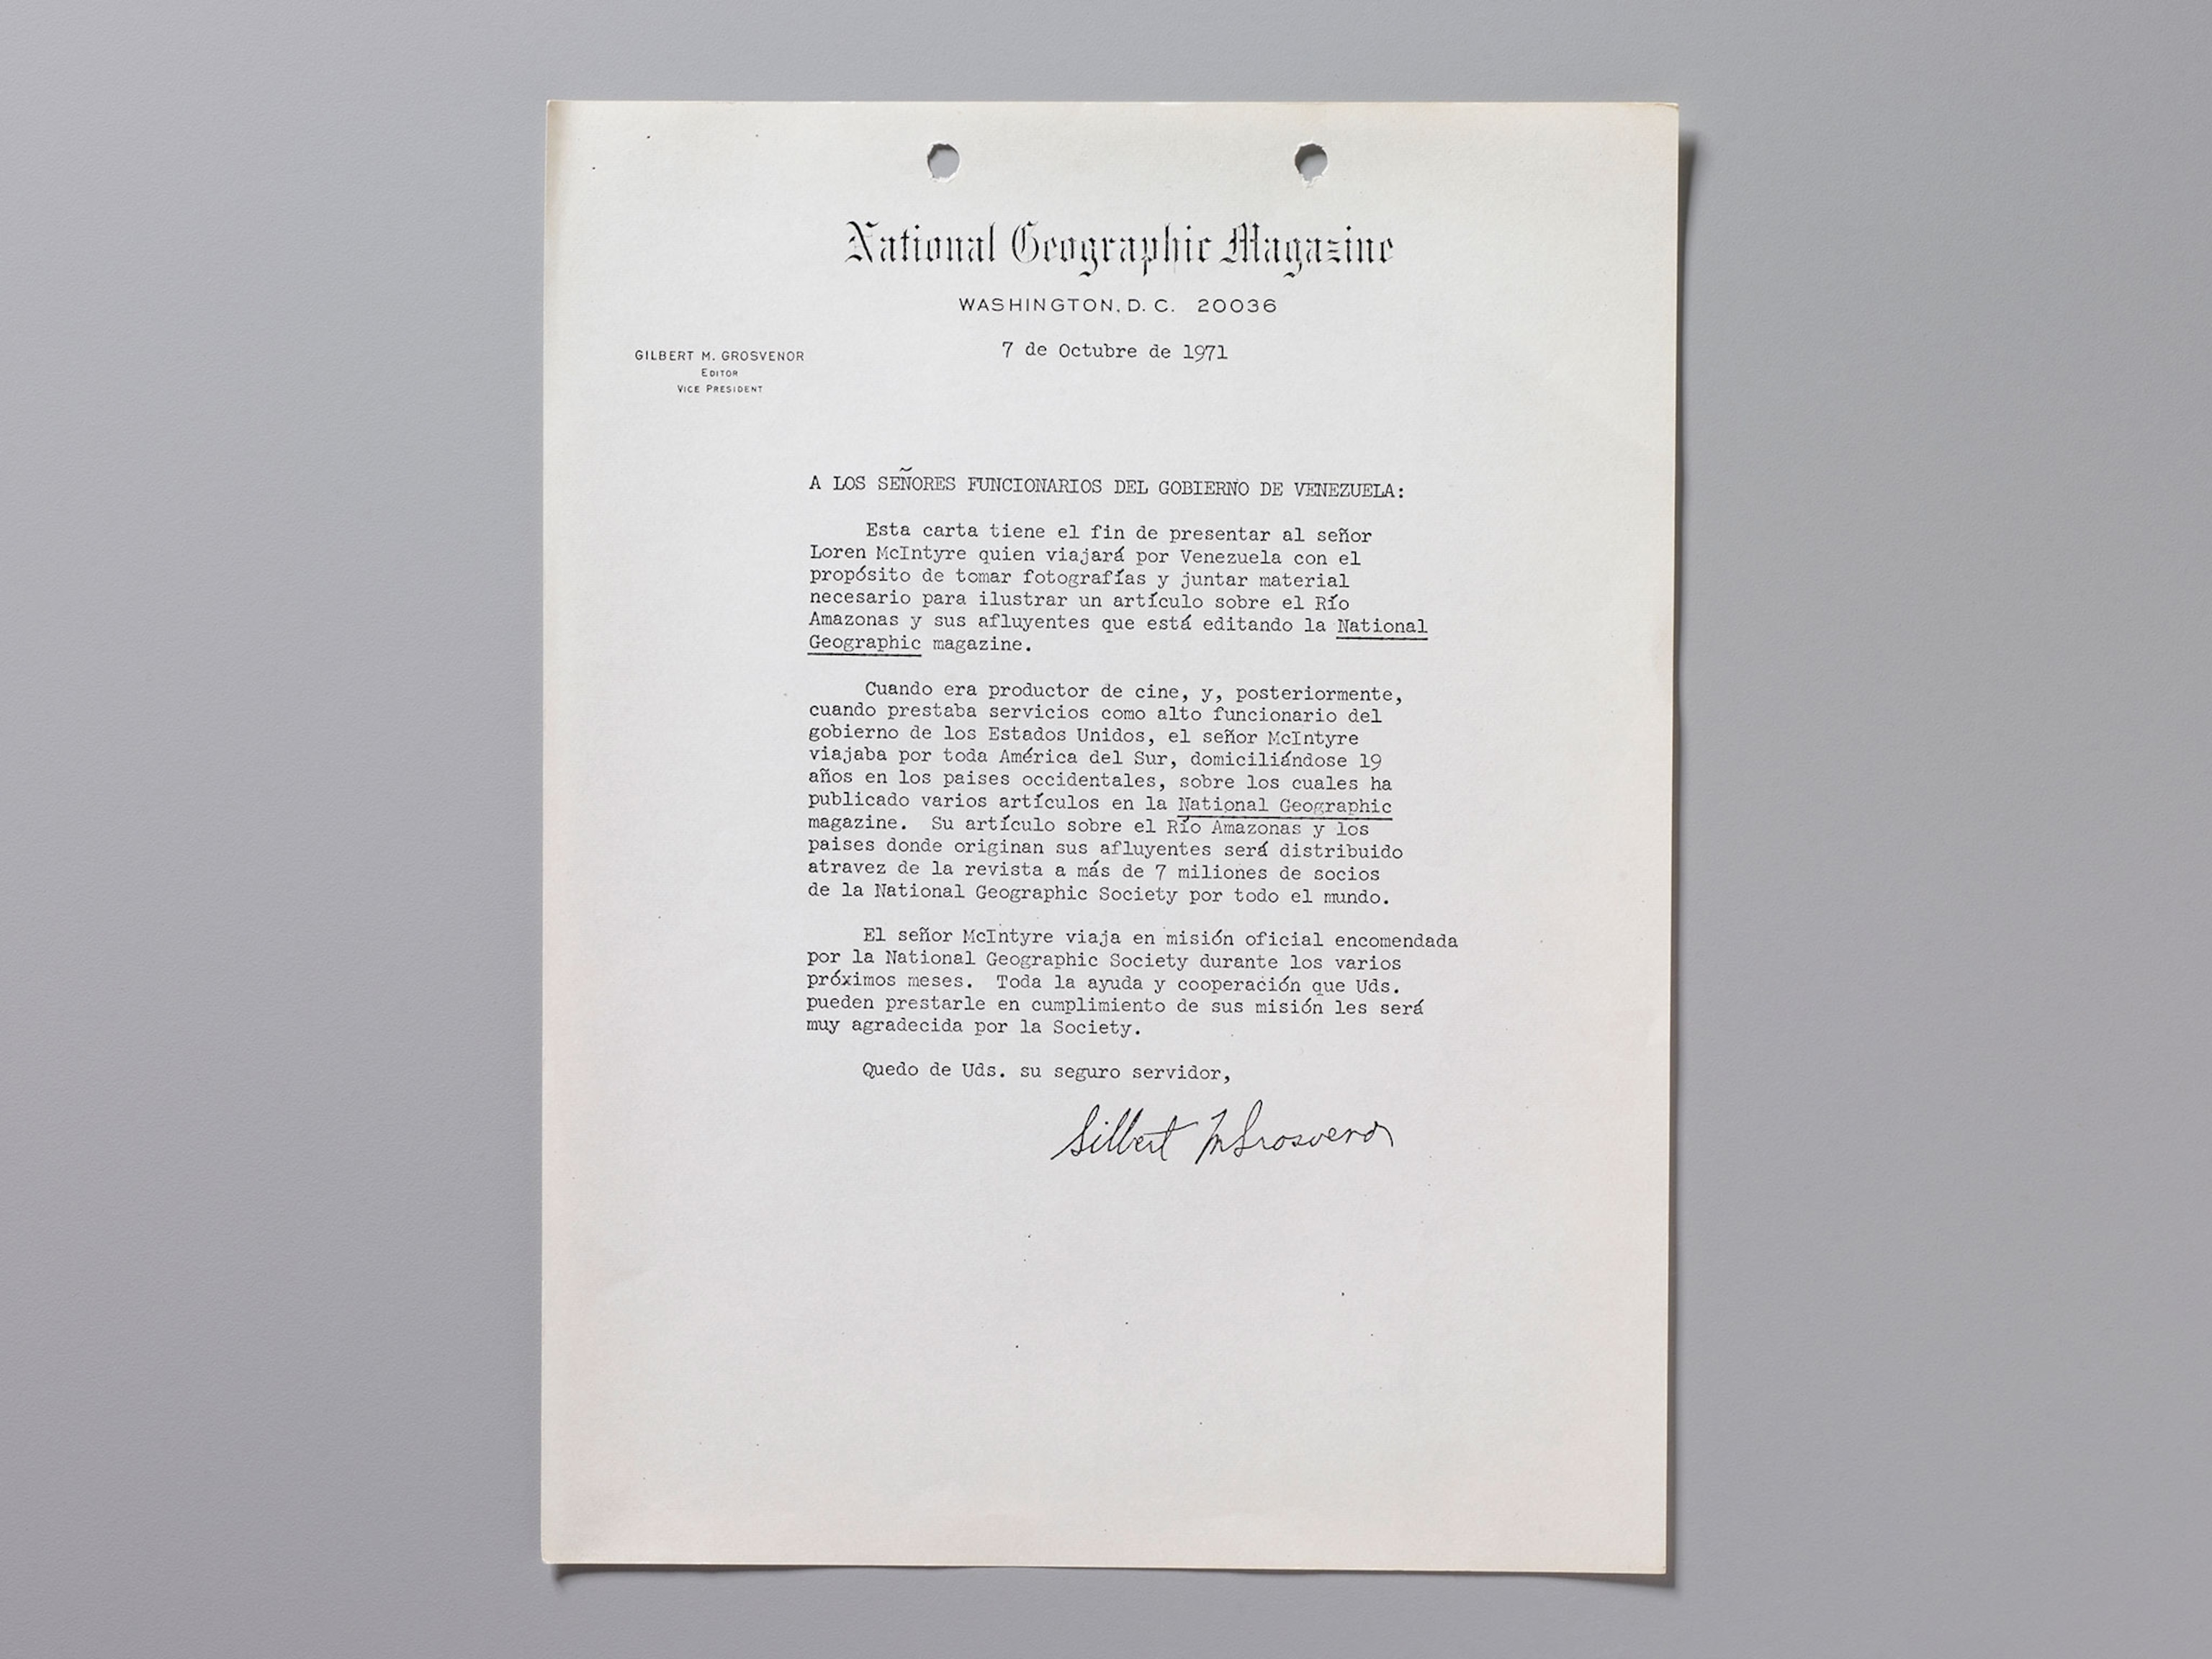 National Geographic Magazine
WASHINGTON, D. C. 20036
7 de Octubre de 1971
GILBERT M. GROSVENOR
EDITOR
VICE PRESIDENT
A LOS SEÑORES FUNCIONARIOS DEL GOBIERNO DE VENEZUELA:
Esta carta tiene el fin de presentar al señor
Loren McIntyre quien viajará por Venezuela con el
propósito de tomar fotografías y juntar material
necesario para ilustrar un artículo sobre el Río
Amazonas y sus afluyentes que está editando la National
Geographic magazine.
Cuando era productor de cine, y, posteriormente,
cuando prestaba servicios como alto funcionario del
gobierno de los Estados Unidos, el señor McIntyre
viajaba por toda América del Sur, domiciliándose 19
años en los paises occidentales, sobre los cuales ha
publicado varios artículos en la National Geographic
magazine. Su artículo sobre el Río Amazonas y los
paises donde originan sus afluyentes será distribuido
atravez de la revista a más de 7 miliones de socios
de la National Geographic Society por todo el mundo.
El señor McIntyre viaja en misión oficial encomendada
por la National Geographic Society durante los varios
próximos meses. Toda la ayuda y cooperación que Uds.
pueden prestarle en cumplimiento de sus misión les será
muy agradecida por la Society.
Quedo de Uds. su seguro servidor,
Gilbert M Grosvenor